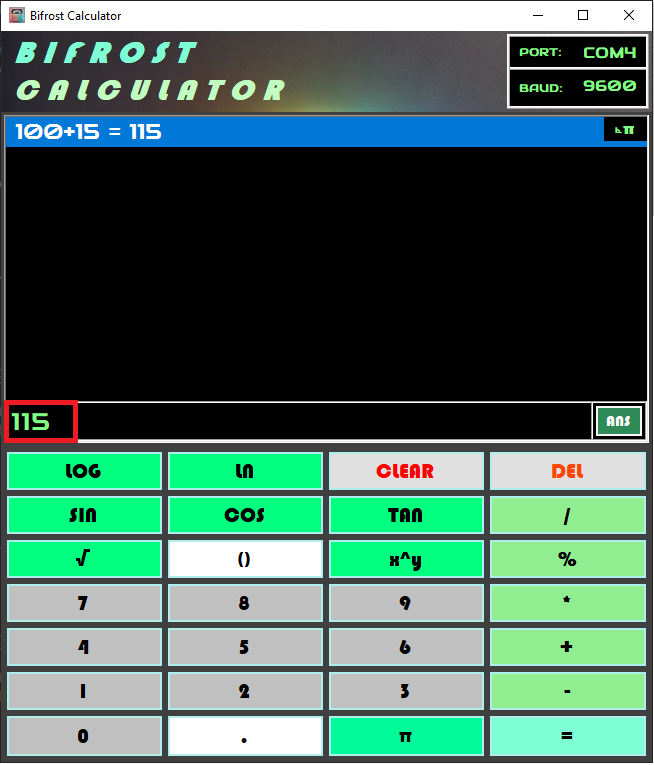 Bifrost Calculator
BIFROST
CALCULATOR
PORT: COM4
BAUD: 9600
100+15 = 115
115
ANS
LOG LN CLEAR DEL
SIN COS TAN /
√ () x^y %
7 8 9 *
4 5 6 +
1 2 3 -
0 . π =